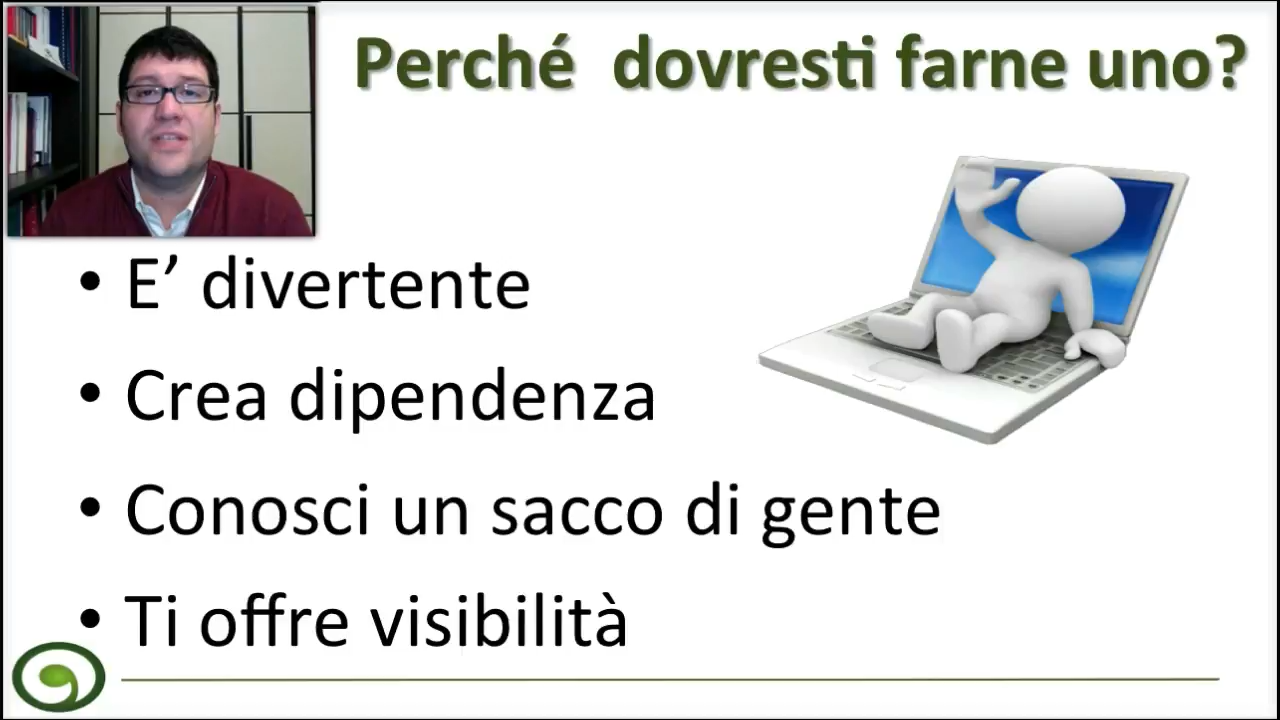 Perché dovresti farne uno?
• E’ divertente
• Crea dipendenza
• Conosci un sacco di gente
• Ti offre visibilità